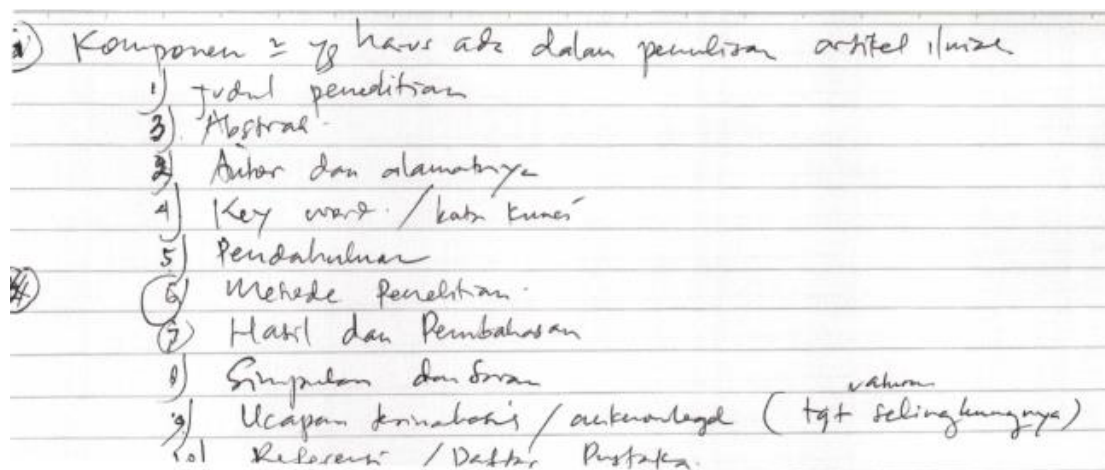 Komponen ² yg harus ada dalam penulisan artikel ilmiah
1) Judul penelitian
3) Abstrak
2) Autor dan alamatnya
4) Key word / kata kunci
5) Pendahuluan
6) Metode Penelitian
7) Hasil dan Pembahasan
8) Simpulan dan Saran
9) Ucapan terimakasih / acknowledge ( tgt selingkungnya )
10) Referensi / Daftar Pustaka